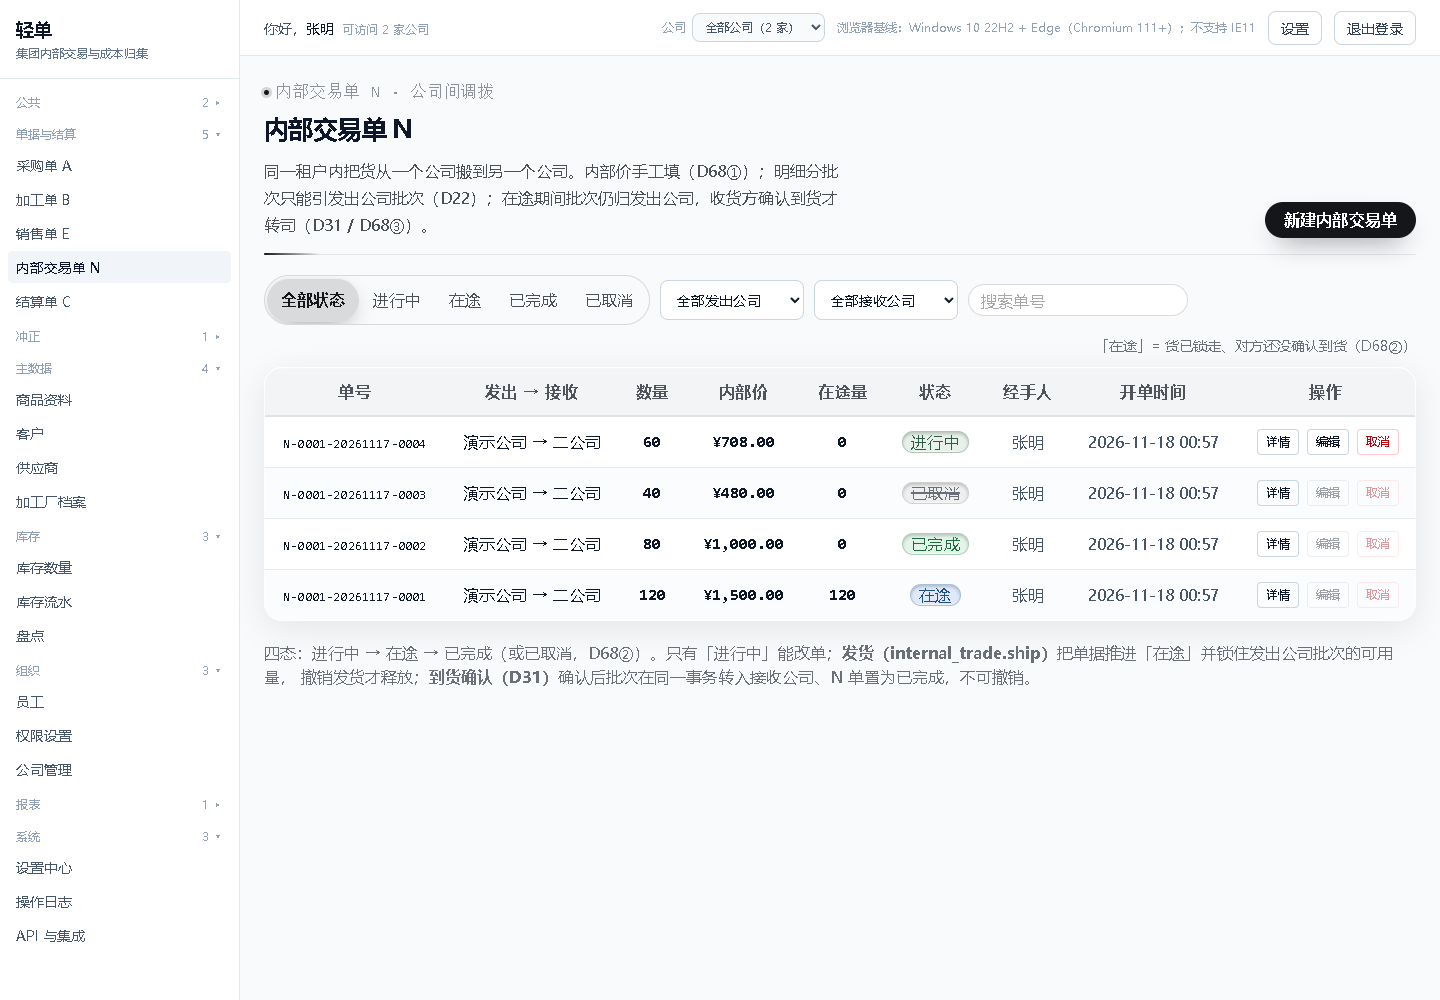 轻单
集团内部交易与成本归集
公共 2 ▸
单据与结算 5 ▾
采购单 A
加工单 B
销售单 E
内部交易单 N
结算单 C
冲正 1 ▸
主数据 4 ▾
商品资料
客户
供应商
加工厂档案
库存 3 ▾
库存数量
库存流水
盘点
组织 3 ▾
员工
权限设置
公司管理
报表 1 ▸
系统 3 ▾
设置中心
操作日志
API 与集成
你好，张明 可访问 2 家公司
公司 全部公司（2 家） 浏览器基线：Windows 10 22H2 + Edge（Chromium 111+）；不支持 IE11 设置 退出登录
内部交易单 N · 公司间调拨
内部交易单 N
同一租户内把货从一个公司搬到另一个公司。内部价手工填（D68①）；明细分批
次只能引发出公司批次（D22）；在途期间批次仍归发出公司，收货方确认到货才
转司（D31 / D68③）。
新建内部交易单
全部状态 进行中 在途 已完成 已取消 全部发出公司 全部接收公司 搜索单号
「在途」= 货已锁走、对方还没确认到货（D68②）
单号 发出 → 接收 数量 内部价 在途量 状态 经手人 开单时间 操作
N-0001-20261117-0004 演示公司 → 二公司 60 ¥708.00 0 进行中 张明 2026-11-18 00:57 详情 编辑 取消
N-0001-20261117-0003 演示公司 → 二公司 40 ¥480.00 0 已取消 张明 2026-11-18 00:57 详情 编辑 取消
N-0001-20261117-0002 演示公司 → 二公司 80 ¥1,000.00 0 已完成 张明 2026-11-18 00:57 详情 编辑 取消
N-0001-20261117-0001 演示公司 → 二公司 120 ¥1,500.00 120 在途 张明 2026-11-18 00:57 详情 编辑 取消
四态：进行中 → 在途 → 已完成（或已取消，D68②）。只有「进行中」能改单；发货（internal_trade.ship）把单据推进「在途」并锁住发出公司批次的可用
量， 撤销发货才释放；到货确认（D31）确认后批次在同一事务转入接收公司、N 单置为已完成，不可撤销。